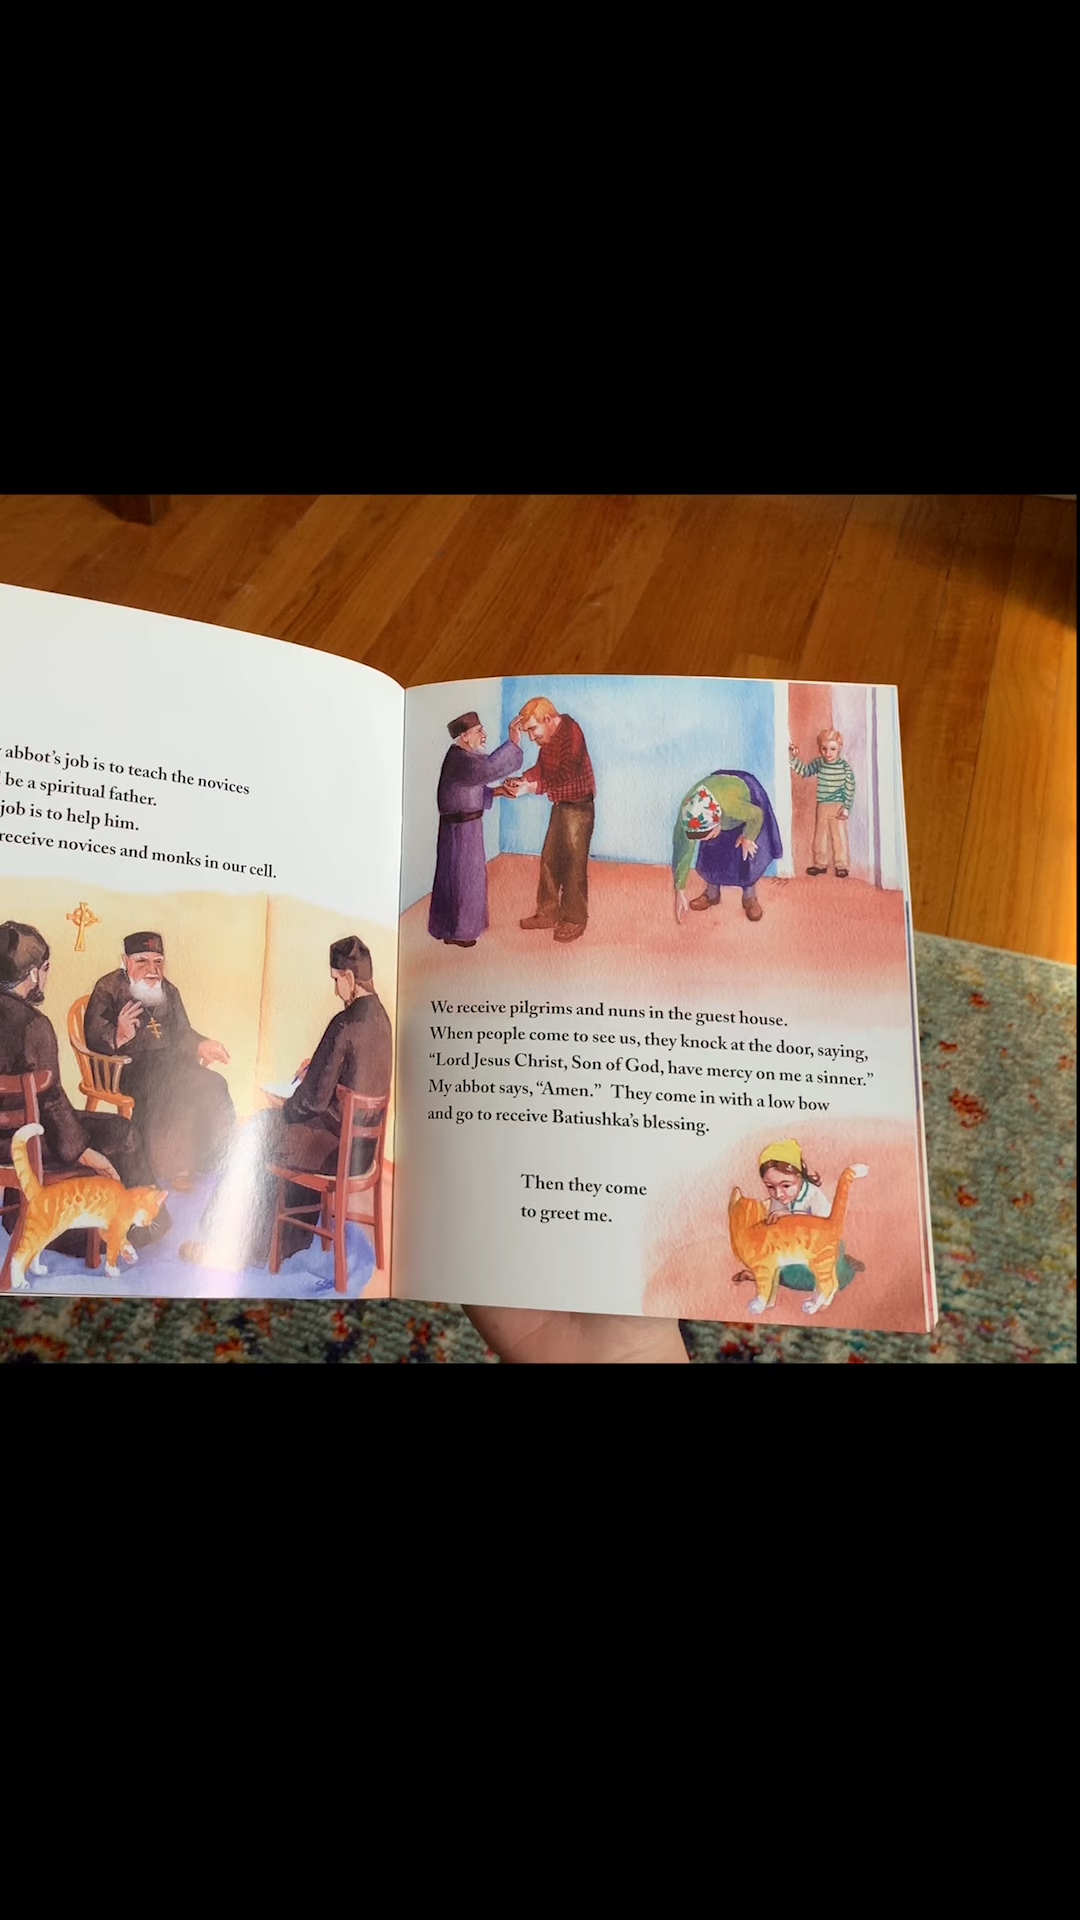 abbot's job is to teach the novices
be a spiritual father.
job is to help him.
receive novices and monks in our cell.
We receive pilgrims and nuns in the guest house.
When people come to see us, they knock at the door, saying,
“Lord Jesus Christ, Son of God, have mercy on me a sinner.”
My abbot says, “Amen.” They come in with a low bow
and go to receive Batiushka's blessing.
Then they come
to greet me.